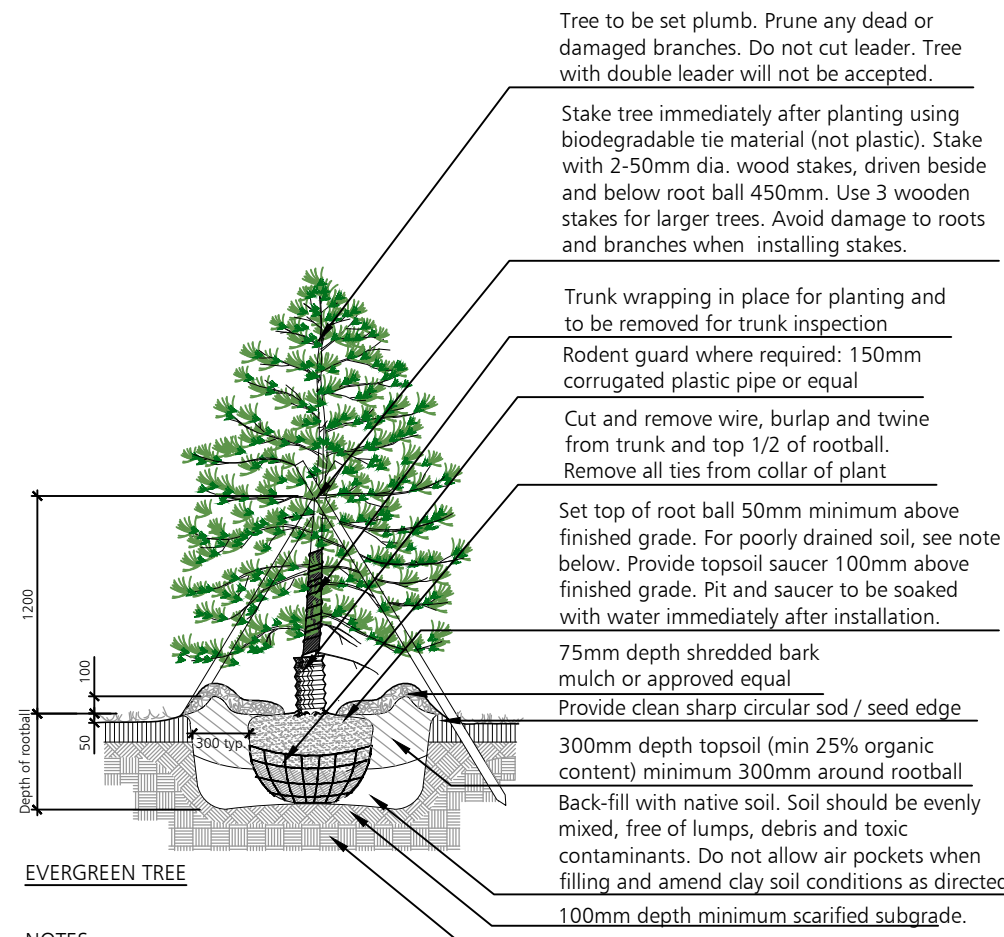 Tree to be set plumb. Prune any dead or
damaged branches. Do not cut leader. Tree
with double leader will not be accepted.
Stake tree immediately after planting using
biodegradable tie material (not plastic). Stake
with 2-50mm dia. wood stakes, driven beside
and below root ball 450mm. Use 3 wooden
stakes for larger trees. Avoid damage to roots
and branches when installing stakes.
Trunk wrapping in place for planting and
to be removed for trunk inspection
Rodent guard where required: 150mm
corrugated plastic pipe or equal
Cut and remove wire, burlap and twine
from trunk and top 1/2 of rootball.
Remove all ties from collar of plant
Set top of root ball 50mm minimum above
finished grade. For poorly drained soil, see note
below. Provide topsoil saucer 100mm above
finished grade. Pit and saucer to be soaked
with water immediately after installation.
75mm depth shredded bark
mulch or approved equal
Provide clean sharp circular sod / seed edge
300mm depth topsoil (min 25% organic
content) minimum 300mm around rootball
Back-fill with native soil. Soil should be evenly
mixed, free of lumps, debris and toxic
contaminants. Do not allow air pockets when
filling and amend clay soil conditions as directed
100mm depth minimum scarified subgrade.
1200
100
50
Depth of rootball
300 typ.
EVERGREEN TREE
NOTES